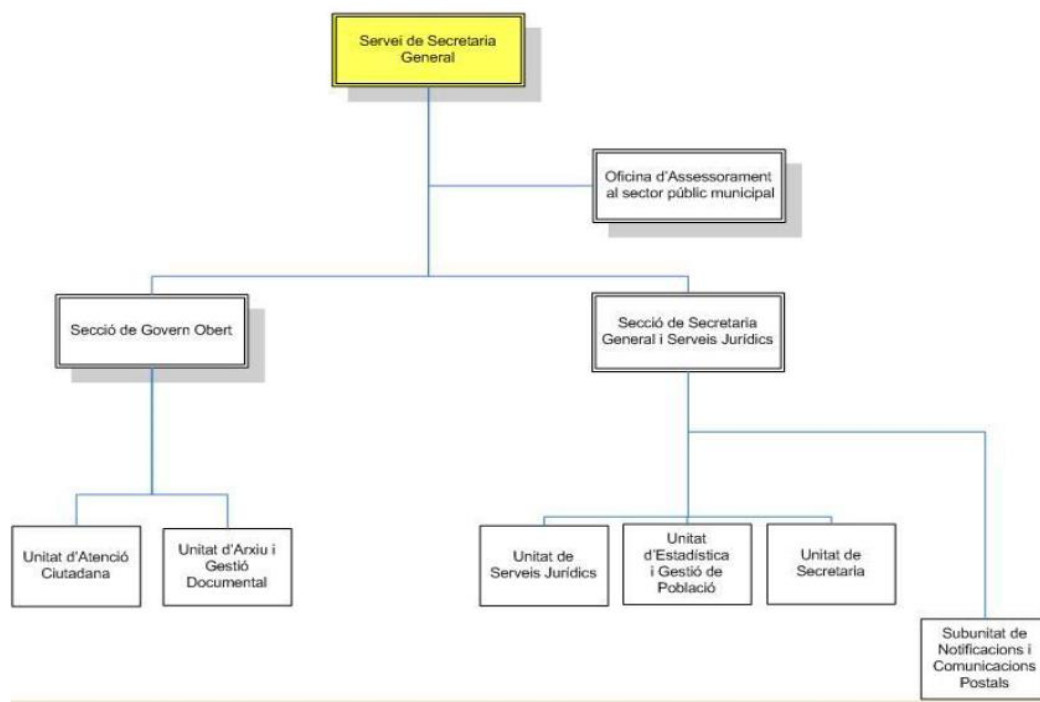 Servei de Secretaria
General
Oficina d'Assessorament
al sector públic municipal
Secció de Govern Obert
Secció de Secretaria
General i Serveis Jurídics
Unitat d'Atenció
Ciutadana
Unitat d'Arxiu i
Gestió
Documental
Unitat de
Serveis Jurídics
Unitat
d'Estadística
i Gestió de
Població
Unitat de
Secretaria
Subunitat de
Notificacions i
Comunicacions
Postals